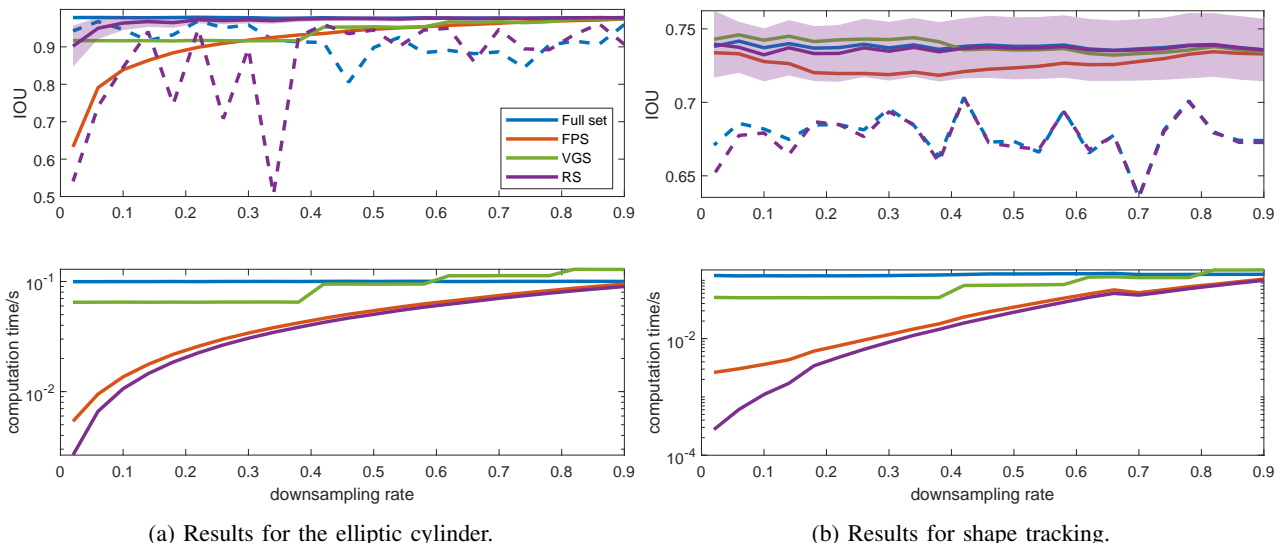 IOU
0.9
0.8
0.7
0.6
0.5
0 0.1 0.2 0.3 0.4 0.5 0.6 0.7 0.8 0.9
Full set
FPS
VGS
RS
IOU
0.75
0.7
0.65
0 0.1 0.2 0.3 0.4 0.5 0.6 0.7 0.8 0.9
computation time/s
10-1
10-2
0 0.1 0.2 0.3 0.4 0.5 0.6 0.7 0.8 0.9
downsampling rate
computation time/s
10-2
10-4
0 0.1 0.2 0.3 0.4 0.5 0.6 0.7 0.8 0.9
downsampling rate
(a) Results for the elliptic cylinder.
(b) Results for shape tracking.